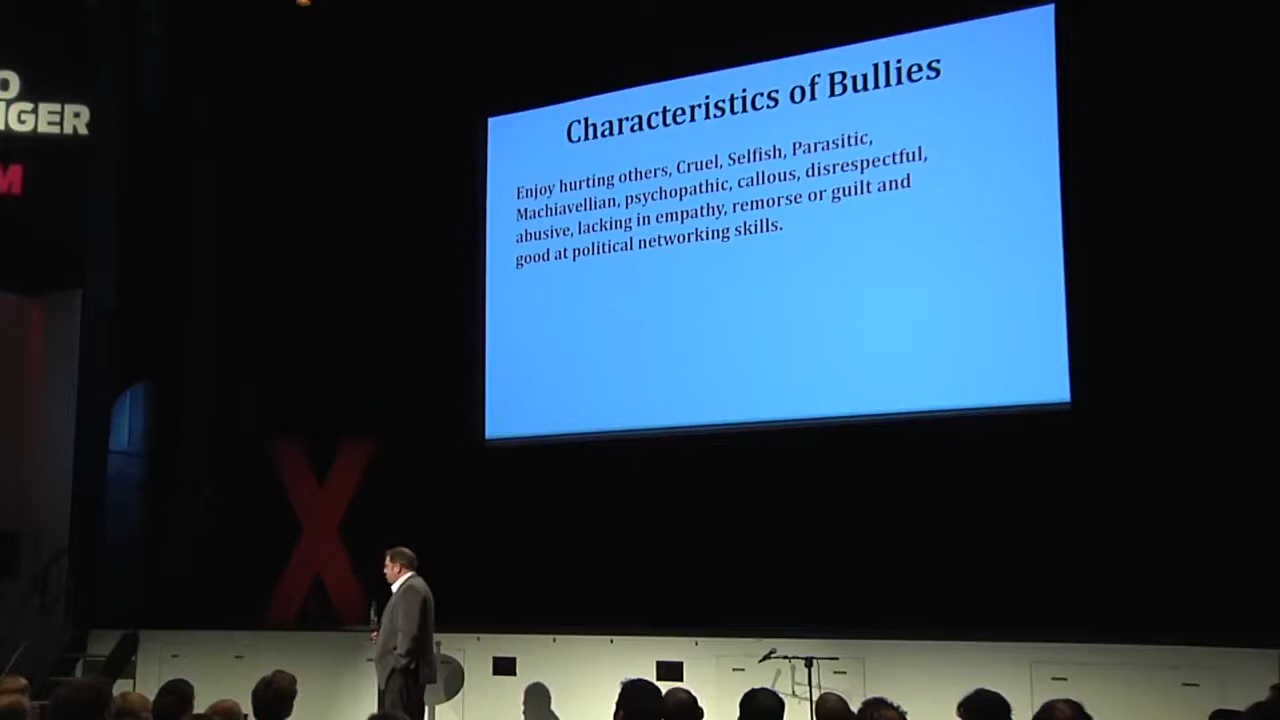 O
NGER
M
Characteristics of Bullies
Enjoy hurting others, Cruel, Selfish, Parasitic,
Machiavellian, psychopathic, callous, disrespectful,
abusive, lacking in empathy, remorse or guilt and
good at political networking skills.
X